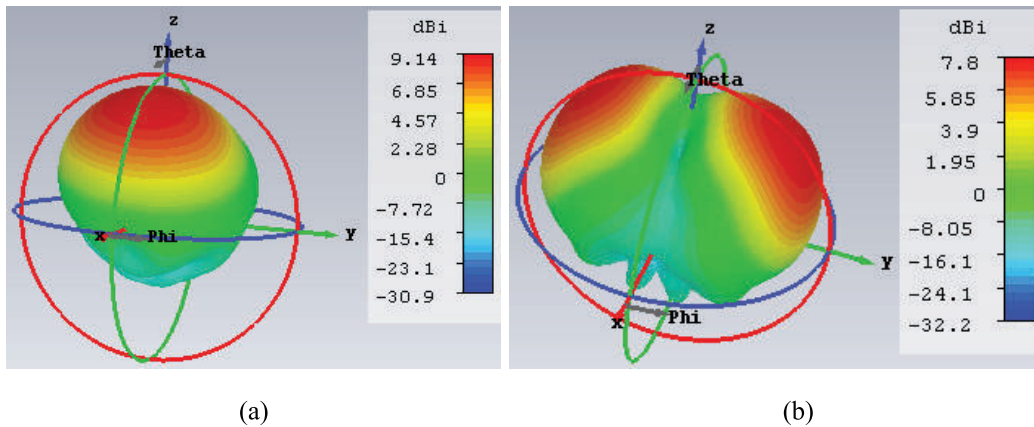 dBi
z
Theta
9.14
6.85
4.57
2.28
0
-7.72
-15.4
-23.1
-30.9
x
Phi
y
dBi
z
Theta
7.8
5.85
3.9
1.95
0
-8.05
-16.1
-24.1
-32.2
y
x
Phi
(a)
(b)